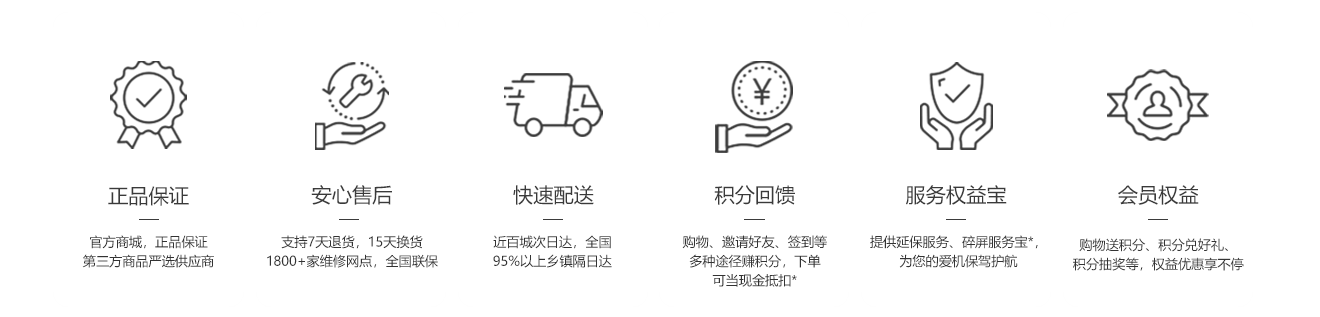 正品保证
官方商城，正品保证
第三方商品严选供应商
安心售后
支持7天退货，15天换货
1800+家维修网点，全国联保
快速配送
近百城次日达，全国
95%以上乡镇隔日达
¥
积分回馈
购物、邀请好友、签到等
多种途径赚积分，下单
可当现金抵扣*
服务权益宝
提供延保服务、碎屏服务宝*，
为您的爱机保驾护航
会员权益
购物送积分、积分兑好礼、
积分抽奖等，权益优惠享不停